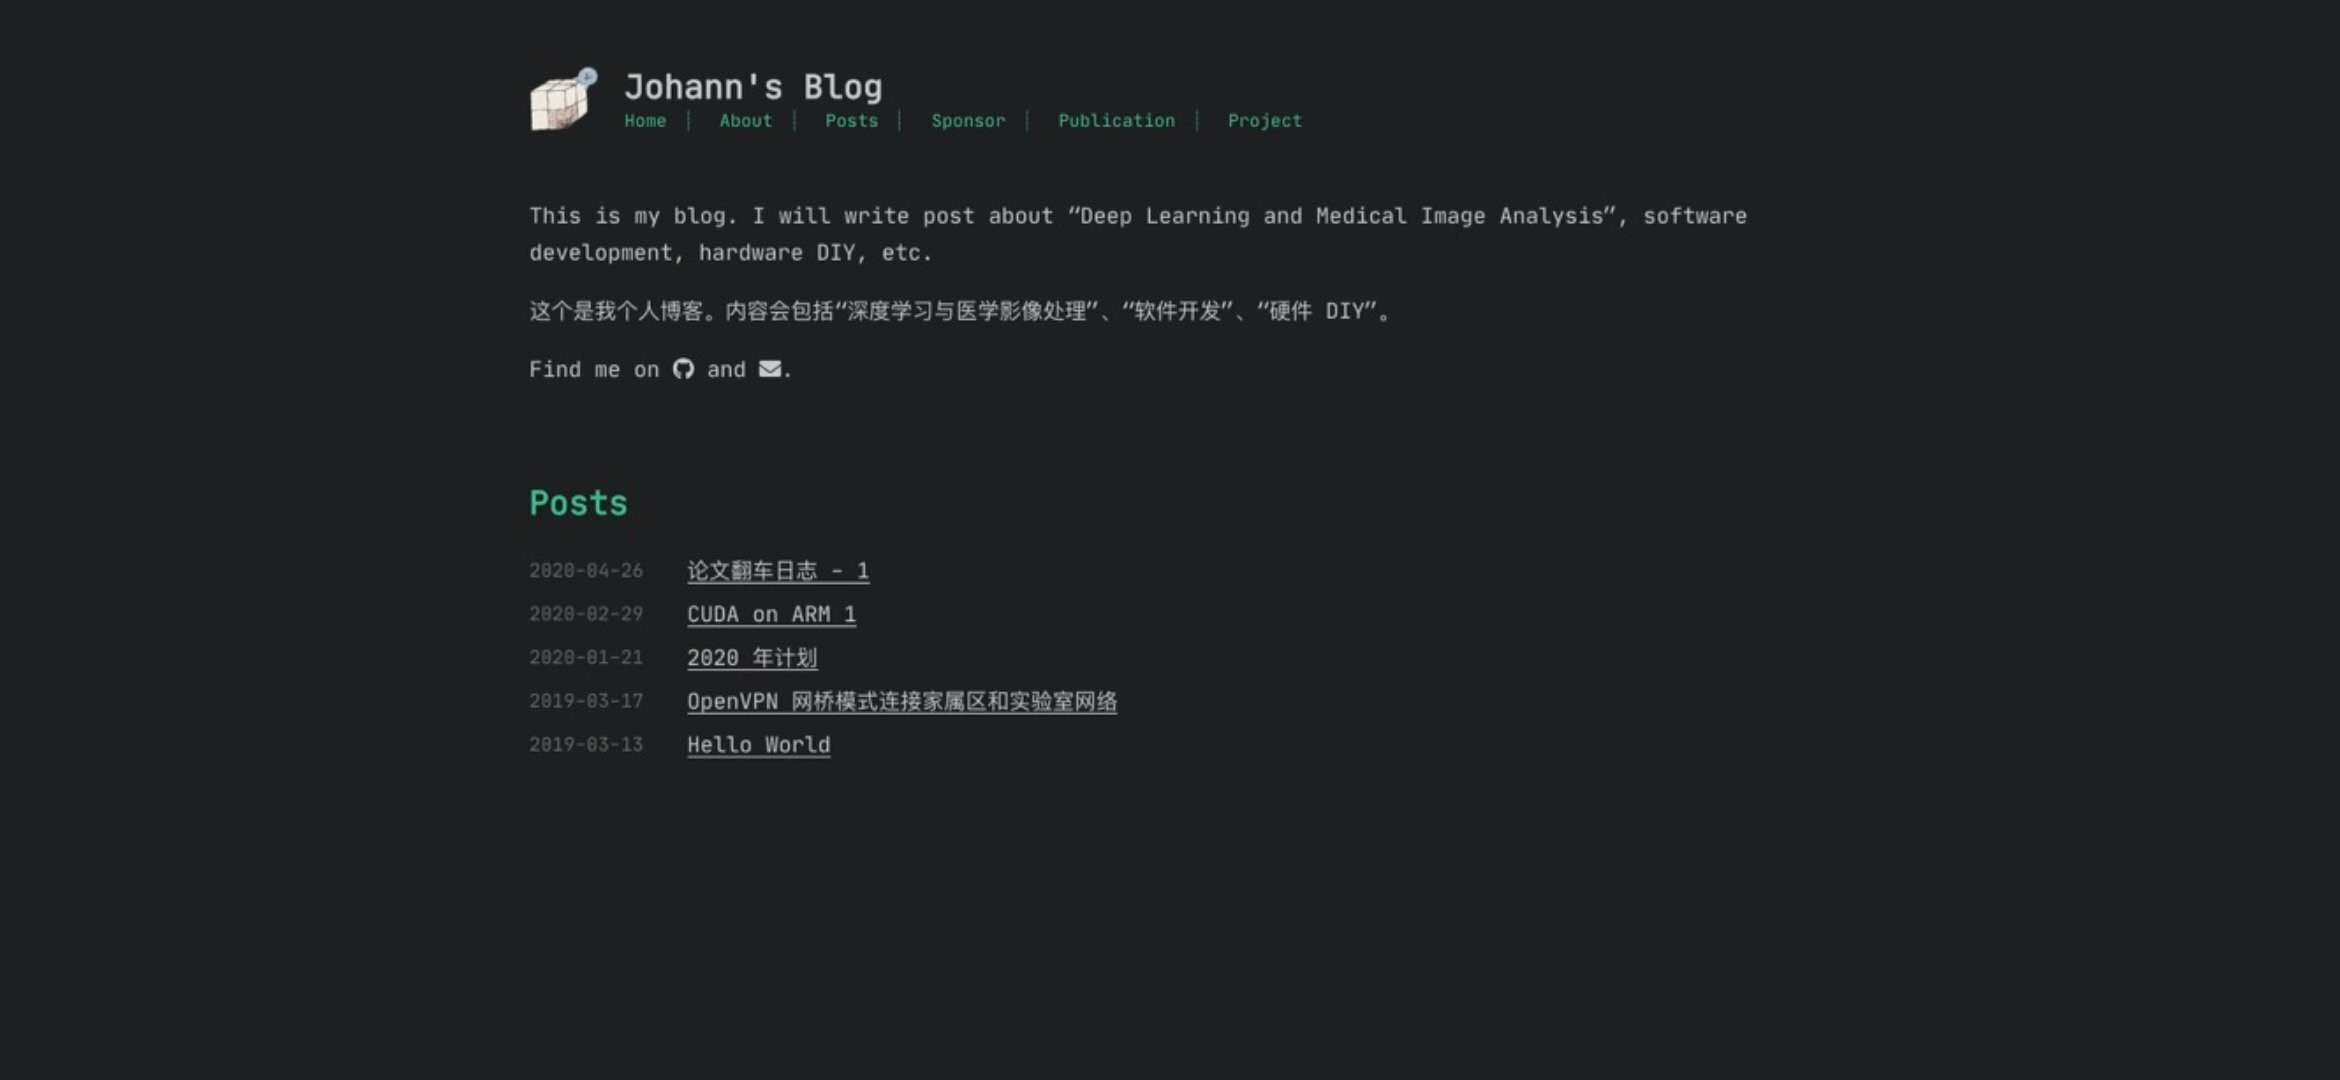 Johann's Blog
Home | About | Posts | Sponsor | Publication | Project
This is my blog. I will write post about “Deep Learning and Medical Image Analysis”, software
development, hardware DIY, etc.
这个是我个人博客。内容会包括“深度学习与医学影像处理”、“软件开发”、“硬件 DIY”。
Find me on and .
Posts
2020-04-26 论文翻车日志 - 1
2020-02-29 CUDA on ARM 1
2020-01-21 2020 年计划
2019-03-17 OpenVPN 网桥模式连接家属区和实验室网络
2019-03-13 Hello World